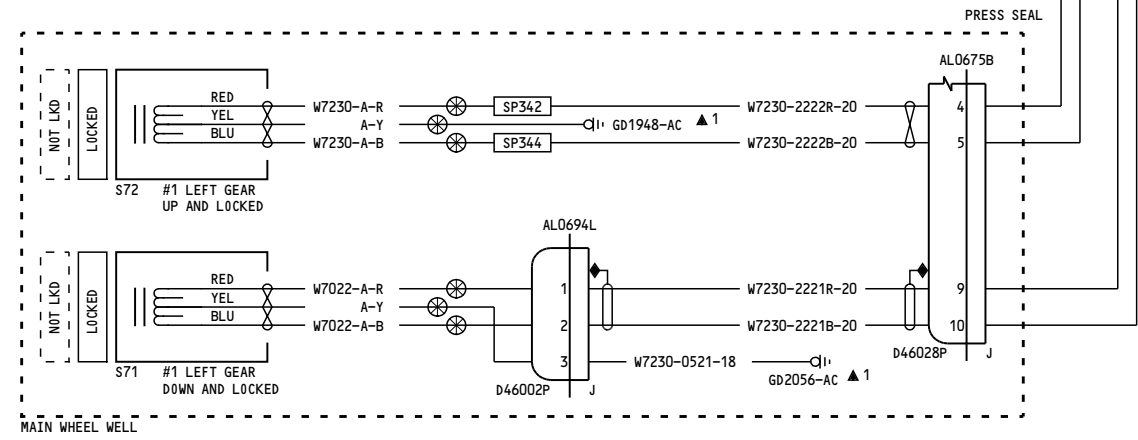 PRESS SEAL
AL0675B
NOT LKD
LOCKED
RED
YEL
BLU
W7230-A-R
A-Y
W7230-A-B
SP342
SP344
GD1948-AC
1
W7230-2222R-20
W7230-2222B-20
4
5
S72
#1 LEFT GEAR
UP AND LOCKED
AL0694L
NOT LKD
LOCKED
RED
YEL
BLU
W7022-A-R
A-Y
W7022-A-B
1
2
3
W7230-2221R-20
W7230-2221B-20
9
10
W7230-0521-18
GD2056-AC
1
D46028P
J
S71
#1 LEFT GEAR
DOWN AND LOCKED
D46002P
J
MAIN WHEEL WELL